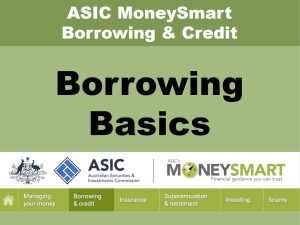 ASIC MoneySmart
Borrowing & Credit
Borrowing
Basics
ASIC
Australian Securities &
Investments Commission
ASIC's
MONEYSMART
Financial guidance you can trust
Managing
your money
Borrowing
& credit
Insurance
Superannuation
& retirement
Investing
Scams